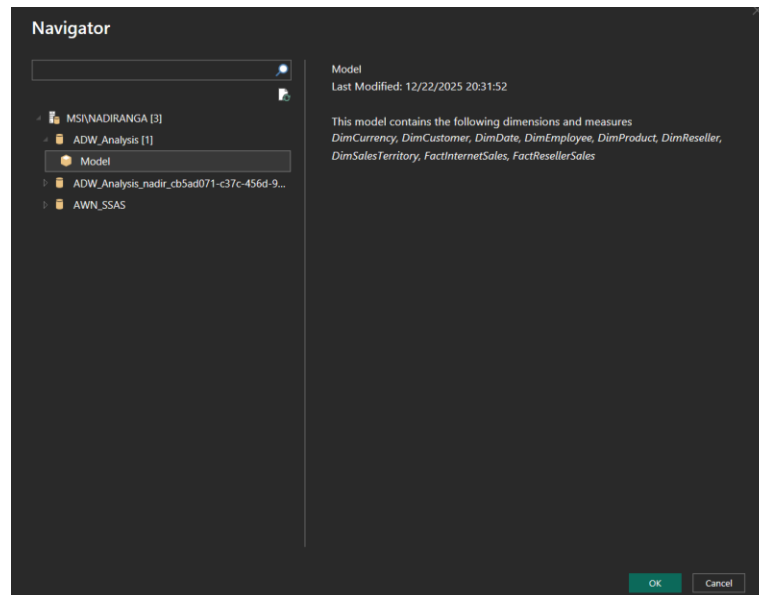 Navigator
MSI\NADIRANGA [3]
ADW_Analysis [1]
Model
ADW_Analysis_nadir_cb5ad071-c37c-456d-9...
AWN_SSAS
Model
Last Modified: 12/22/2025 20:31:52
This model contains the following dimensions and measures
DimCurrency, DimCustomer, DimDate, DimEmployee, DimProduct, DimReseller,
DimSalesTerritory, FactInternetSales, FactResellerSales
OK
Cancel